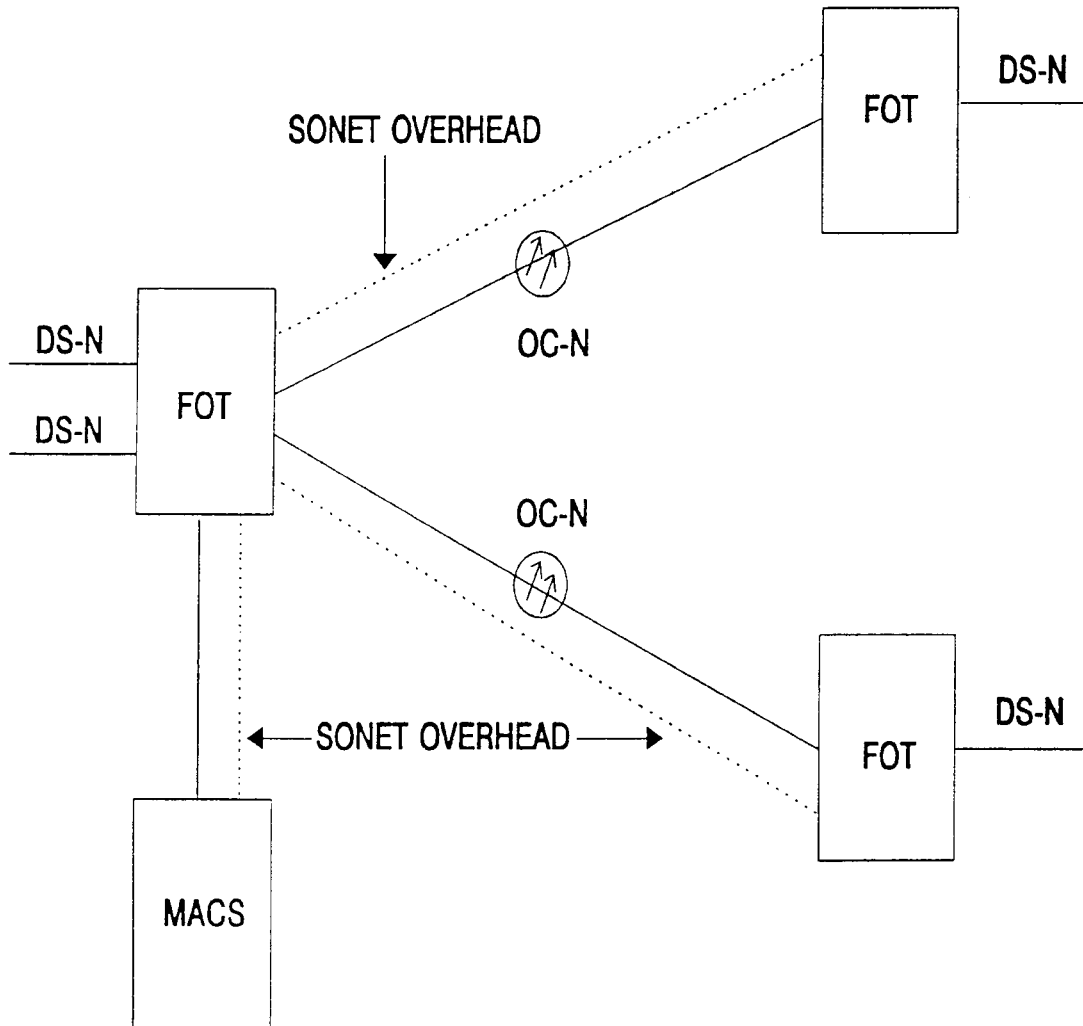 DS-N
FOT
SONET OVERHEAD
OC-N
DS-N
FOT
DS-N
OC-N
SONET OVERHEAD
DS-N
FOT
MACS